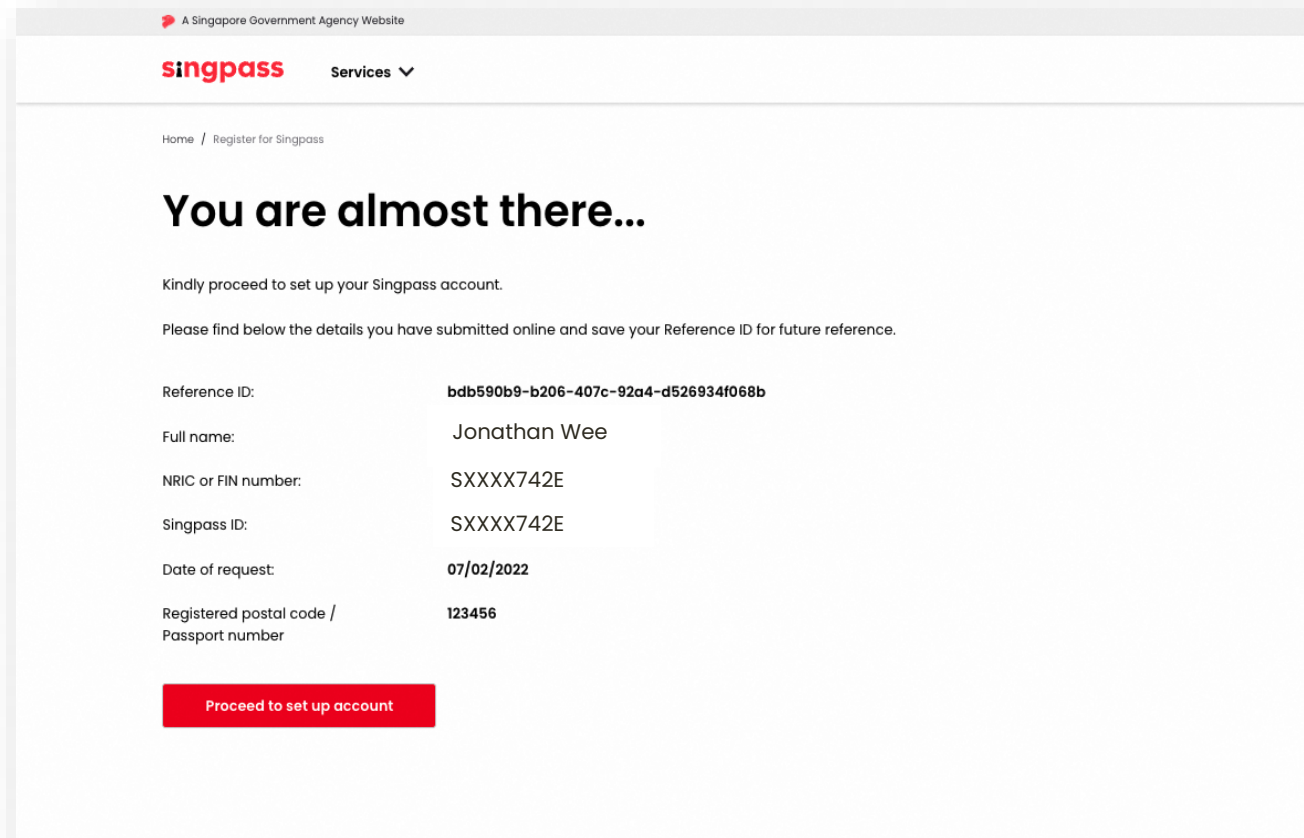 A Singapore Government Agency Website
singpass Services
Home / Register for Singpass
You are almost there...
Kindly proceed to set up your Singpass account.
Please find below the details you have submitted online and save your Reference ID for future reference.
Reference ID: bdb590b9-b206-407c-92a4-d526934f068b
Full name: Jonathan Wee
NRIC or FIN number: SXXXX742E
Singpass ID: SXXXX742E
Date of request: 07/02/2022
Registered postal code / 123456
Passport number
Proceed to set up account